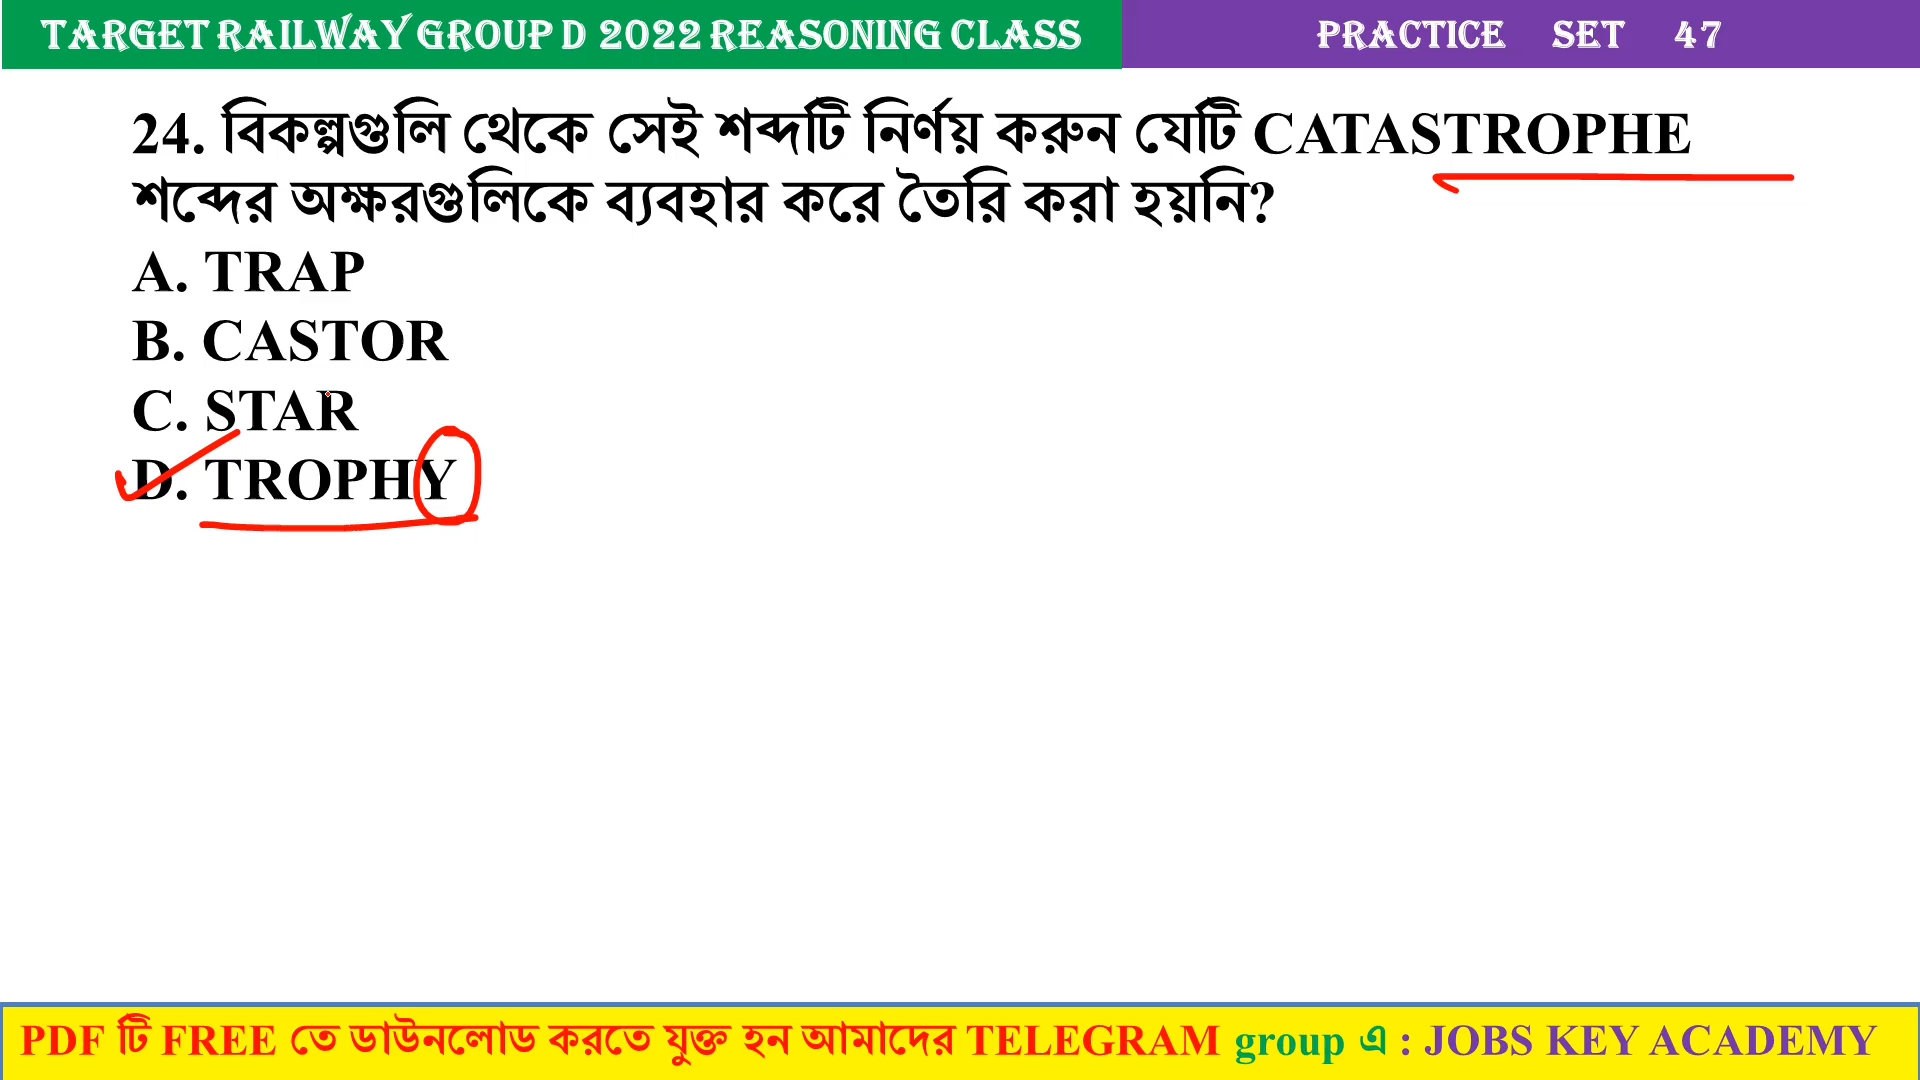 TARGET RAILWAY GROUP D 2022 REASONING CLASS
PRACTICE SET 47
24. বিকল্পগুলি থেকে সেই শব্দটি নির্ণয় করুন যেটি CATASTROPHE
শব্দের অক্ষরগুলিকে ব্যবহার করে তৈরি করা হয়নি?
A. TRAP
B. CASTOR
C. STAR
D. TROPHY
PDF টি FREE তে ডাউনলোড করতে যুক্ত হন আমাদের TELEGRAM group এ : JOBS KEY ACADEMY